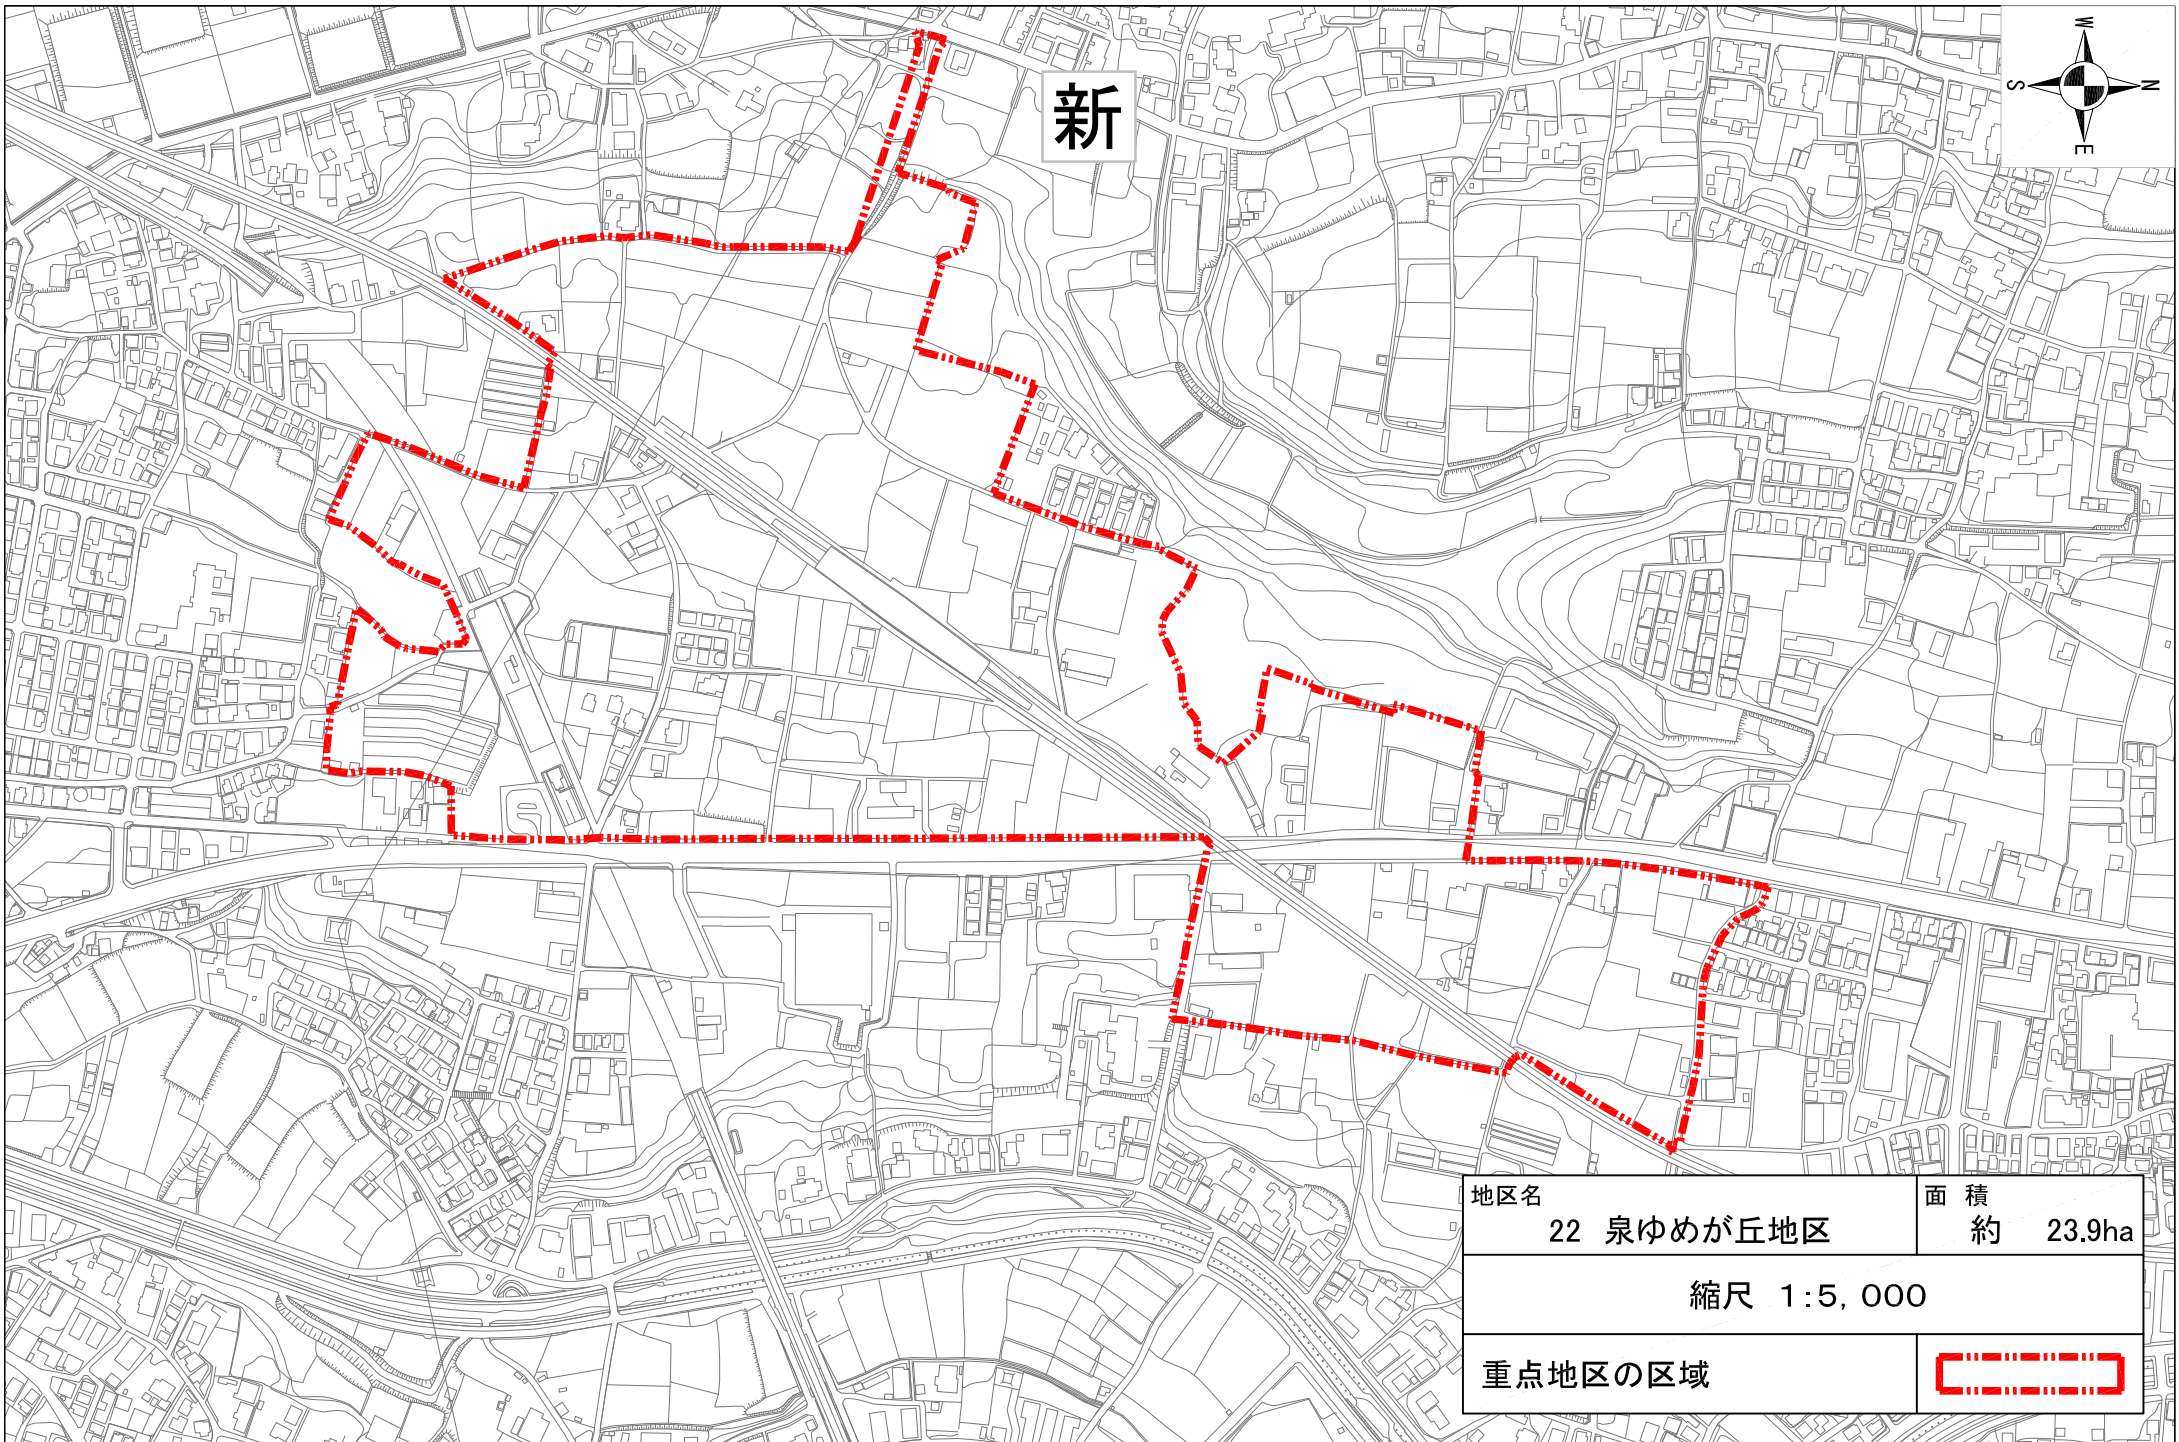 新
W
S
N
E
地区名
22 泉ゆめが丘地区
面 積
約 23.9ha
縮尺 1:5,000
重点地区の区域